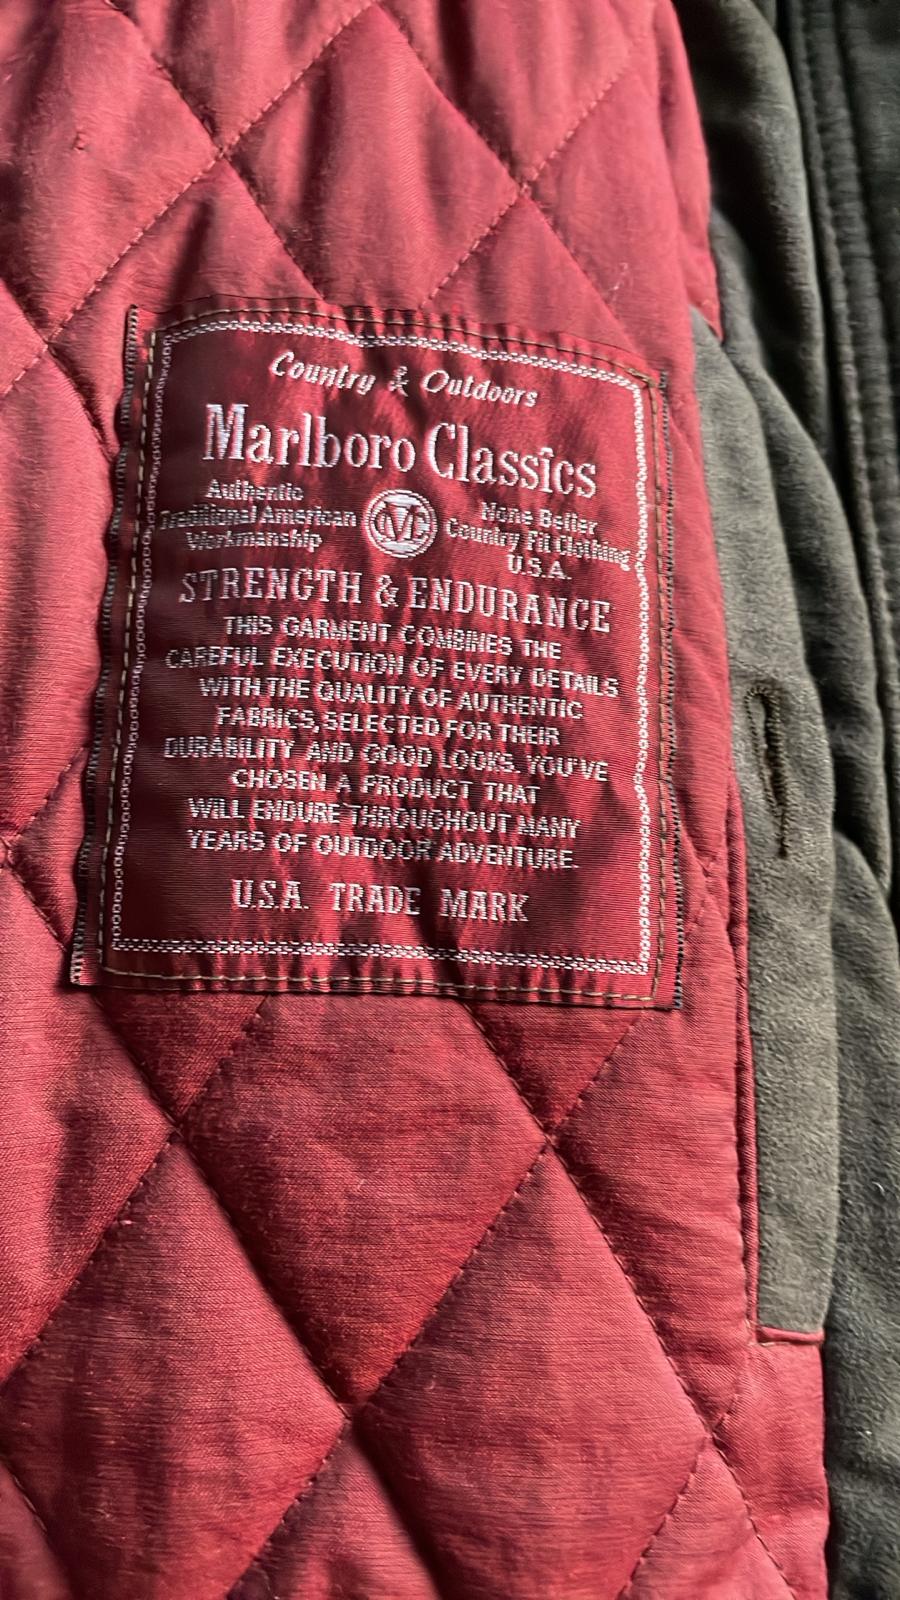 Country & Outdoors
Marlboro Classics
Authentic
Traditional American
Workmanship
MC
None Better
Country Fit Clothing
U.S.A.
STRENGTH & ENDURANCE
THIS GARMENT COMBINES THE
CAREFUL EXECUTION OF EVERY DETAILS
WITH THE QUALITY OF AUTHENTIC
FABRICS, SELECTED FOR THEIR
DURABILITY AND GOOD LOOKS. YOU'VE
CHOSEN A PRODUCT THAT
WILL ENDURE THROUGHOUT MANY
YEARS OF OUTDOOR ADVENTURE.
U.S.A. TRADE MARK